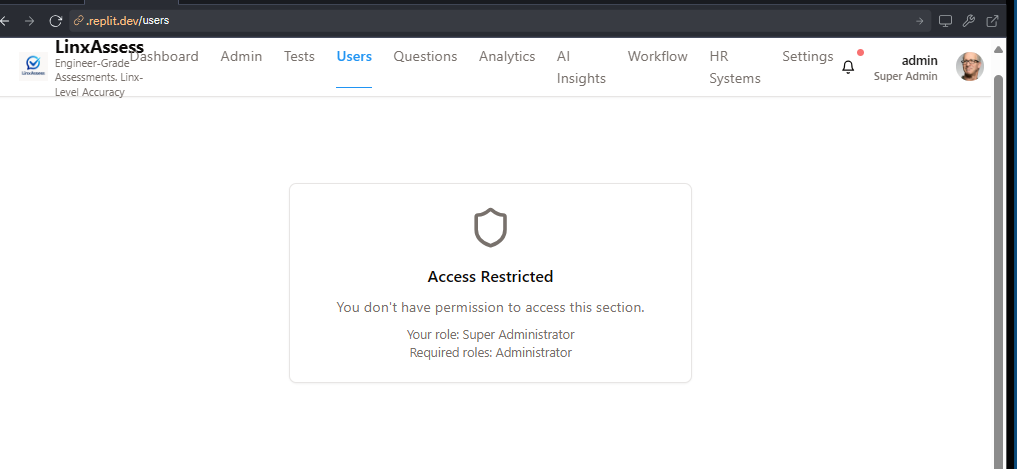 .replit.dev/users
LinxAssess
Engineer-Grade
Assessments. Linx-
Level Accuracy
LinxAssess
Dashboard
Admin
Tests
Users
Questions
Analytics
AI
Insights
Workflow
HR
Systems
Settings
admin
Super Admin
Access Restricted
You don't have permission to access this section.
Your role: Super Administrator
Required roles: Administrator